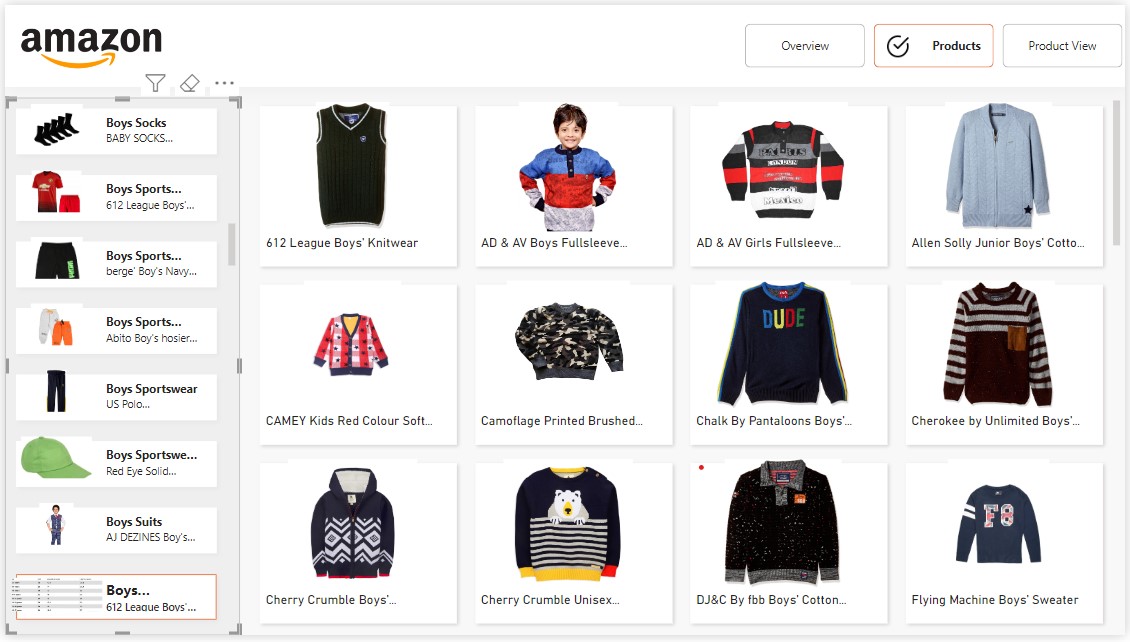 amazon
Overview
Products
Product View
Boys Socks
BABY SOCKS...
Boys Sports...
612 League Boys'...
Boys Sports...
berge' Boy's Navy...
Boys Sports...
Abito Boy's hosier...
Boys Sportswear
US Polo...
Boys Sportswe...
Red Eye Solid...
Boys Suits
AJ DEZINES Boy's...
Boys...
612 League Boys'...
612 League Boys' Knitwear
AD & AV Boys Fullsleeve...
LONDON
Mexico
AD & AV Girls Fullsleeve...
Allen Solly Junior Boys' Cotto...
CAMEY Kids Red Colour Soft...
Camoflage Printed Brushed...
DUDE
Chalk By Pantaloons Boys'...
Cherokee by Unlimited Boys'...
Cherry Crumble Boys'...
Cherry Crumble Unisex...
DJ&C By fbb Boys' Cotton...
F8
Flying Machine Boys' Sweater